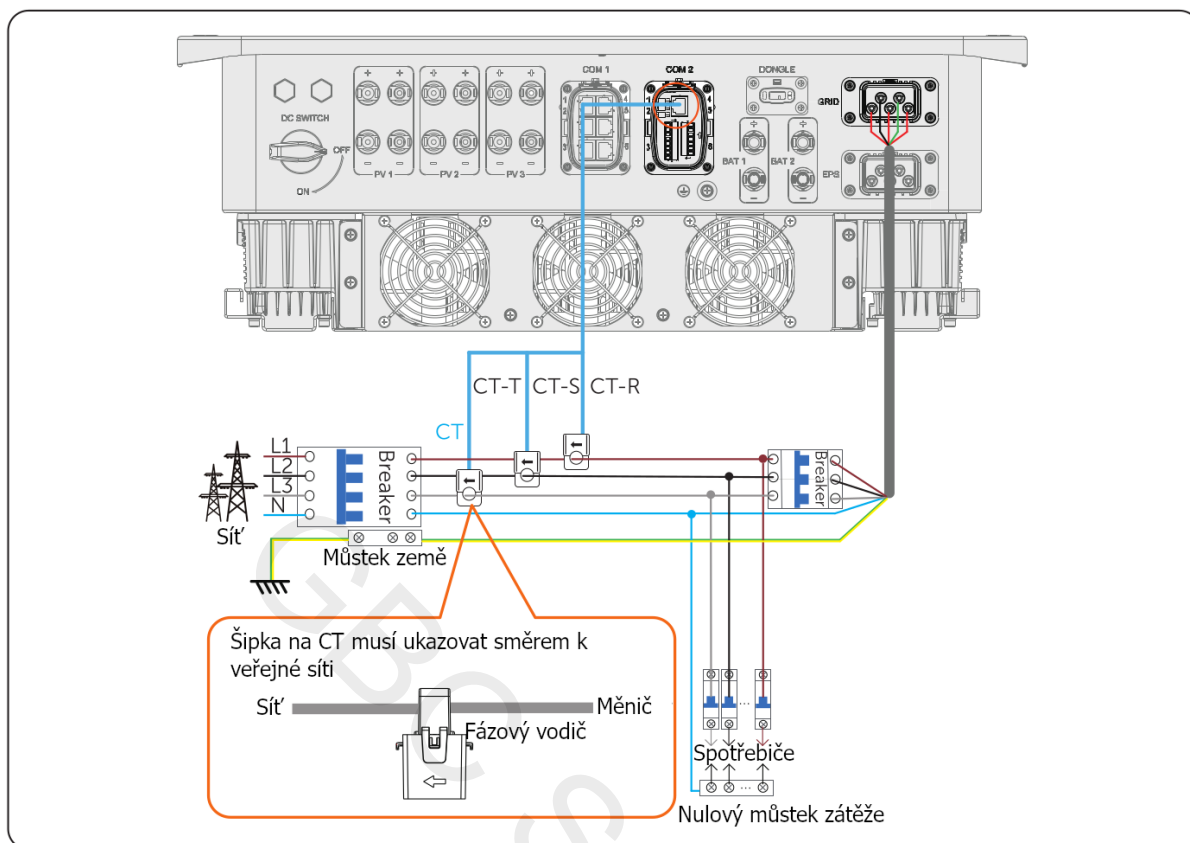 COM 1
COM 2
DONGLE
GRID
DC SWITCH
OFF
ON
PV 1
PV 2
PV 3
BAT 1
BAT 2
EPS
CT-T
CT-S
CT-R
CT
L1
L2
L3
N
Breaker
Breaker
Síť
Můstek země
Šipka na CT musí ukazovat směrem k
veřejné síti
Síť
Měnič
Fázový vodič
Spotřebiče
Nulový můstek zátěže
GBC S